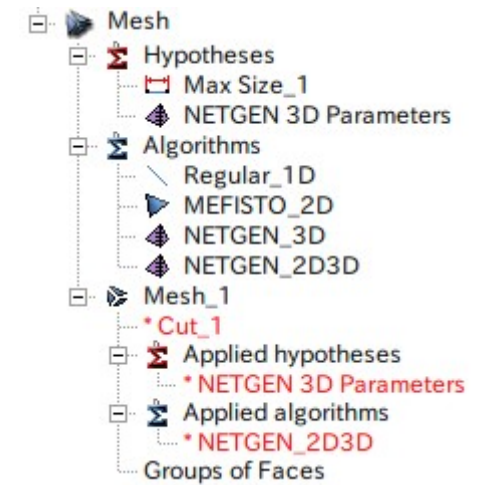 Mesh
Hypotheses
Max Size_1
NETGEN 3D Parameters
Algorithms
Regular_1D
MEFISTO_2D
NETGEN_3D
NETGEN_2D3D
Mesh_1
* Cut_1
Applied hypotheses
* NETGEN 3D Parameters
Applied algorithms
* NETGEN_2D3D
Groups of Faces